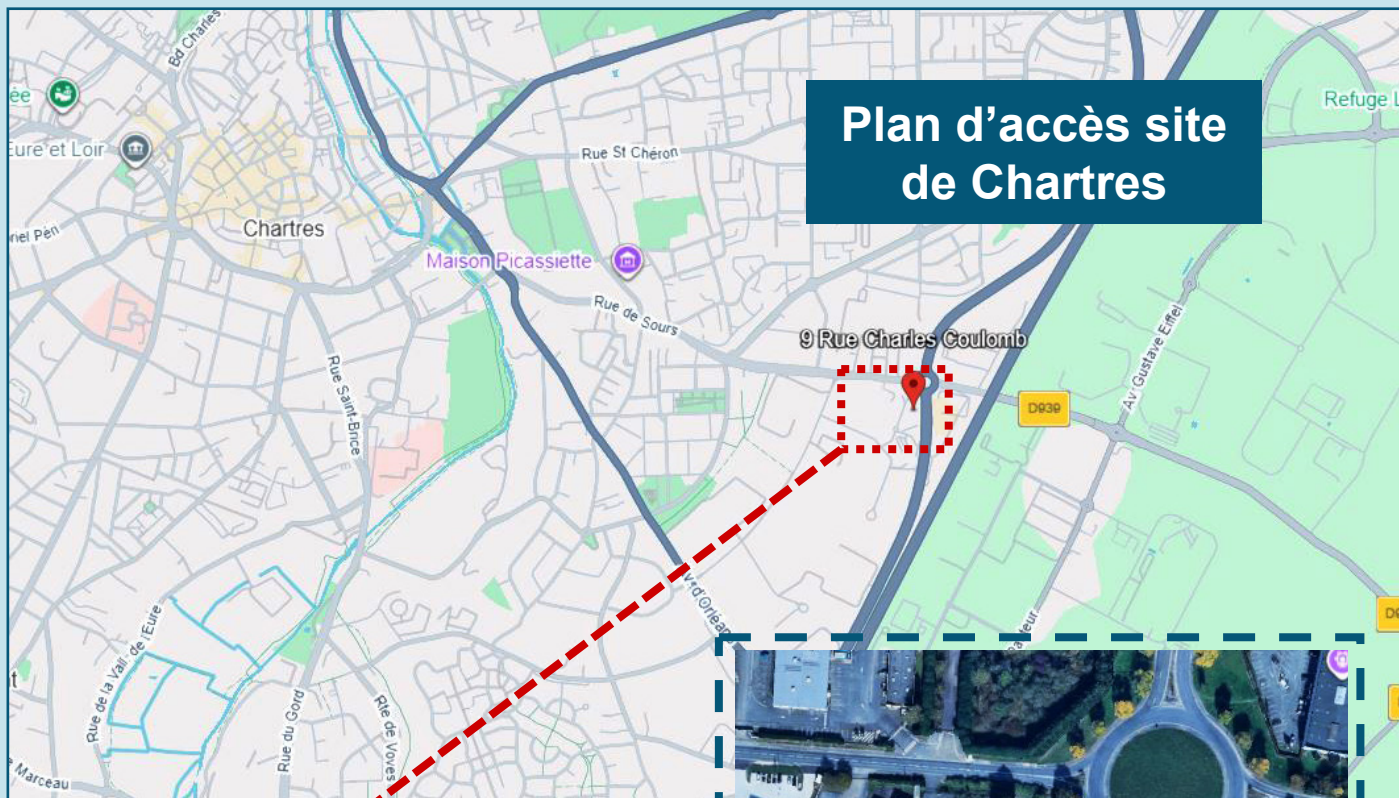 Bd Charles
ée
Eure et Loir
Plan d'accès site
de Chartres
Refuge L
Rue St Chéron
Chartres
Maison Picassiette
Rue de Sours
9 Rue Charles Coulomb
Av. Gustave Eiffel
D939
Rue Saint-Brice
Rue de la Vall. de l'Eure
Rue du Gord
Rte de Voves
Marceau